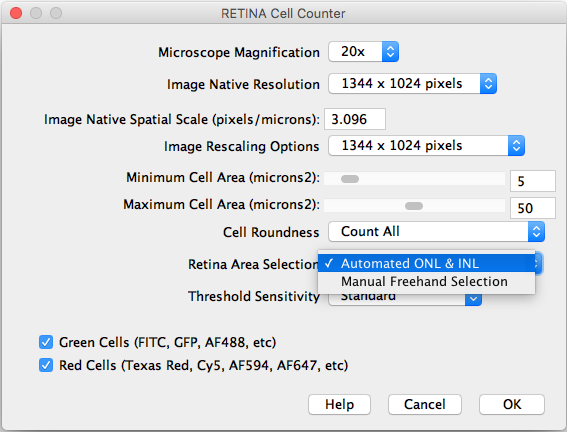 RETINA Cell Counter
Microscope Magnification 20x
Image Native Resolution 1344 x 1024 pixels
Image Native Spatial Scale (pixels/microns): 3.096
Image Rescaling Options 1344 x 1024 pixels
Minimum Cell Area (microns2): 5
Maximum Cell Area (microns2): 50
Cell Roundness Count All
Retina Area Selection ✓ Automated ONL & INL
Manual Freehand Selection
Threshold Sensitivity Standard
Green Cells (FITC, GFP, AF488, etc)
Red Cells (Texas Red, Cy5, AF594, AF647, etc)
Help Cancel OK